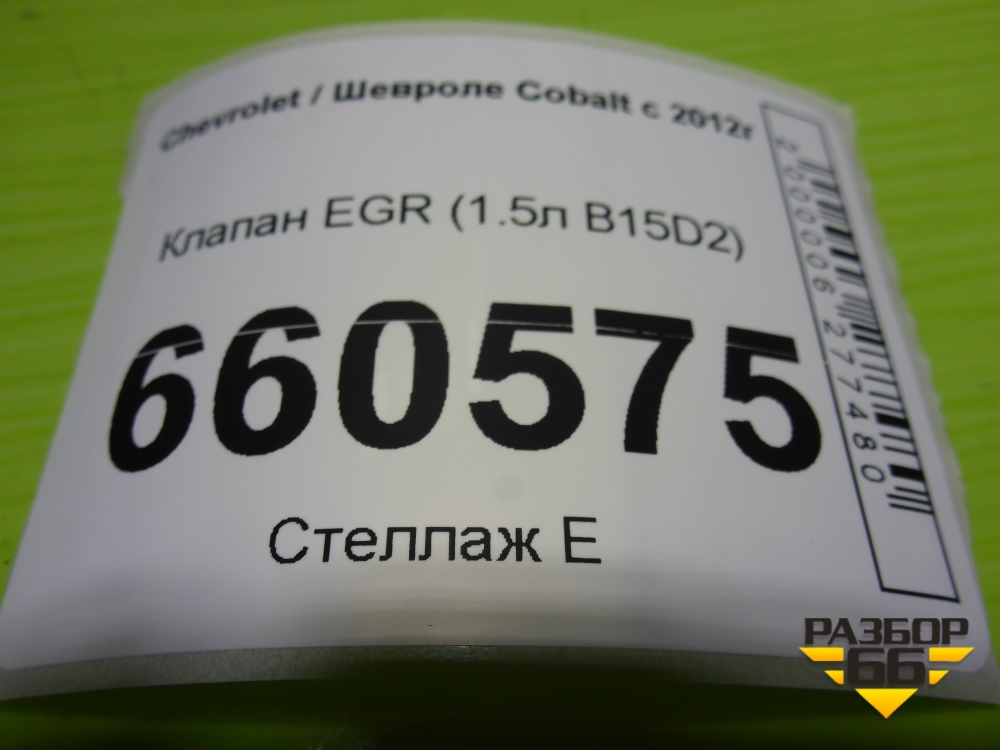 Chevrolet / Шевроле Cobalt с 2012г
Клапан EGR (1.5л B15D2)
660575
Стеллаж Е
2000006277480
РАЗБОР
66